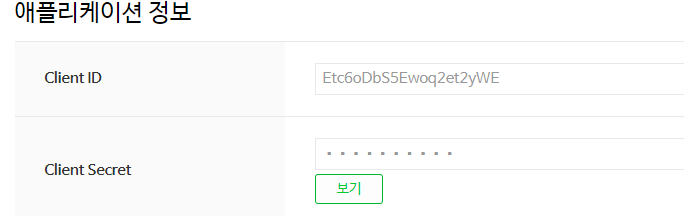 애플리케이션 정보
Client ID
Etc6oDbS5Ewoq2et2yWE
Client Secret
••••••••••
보기